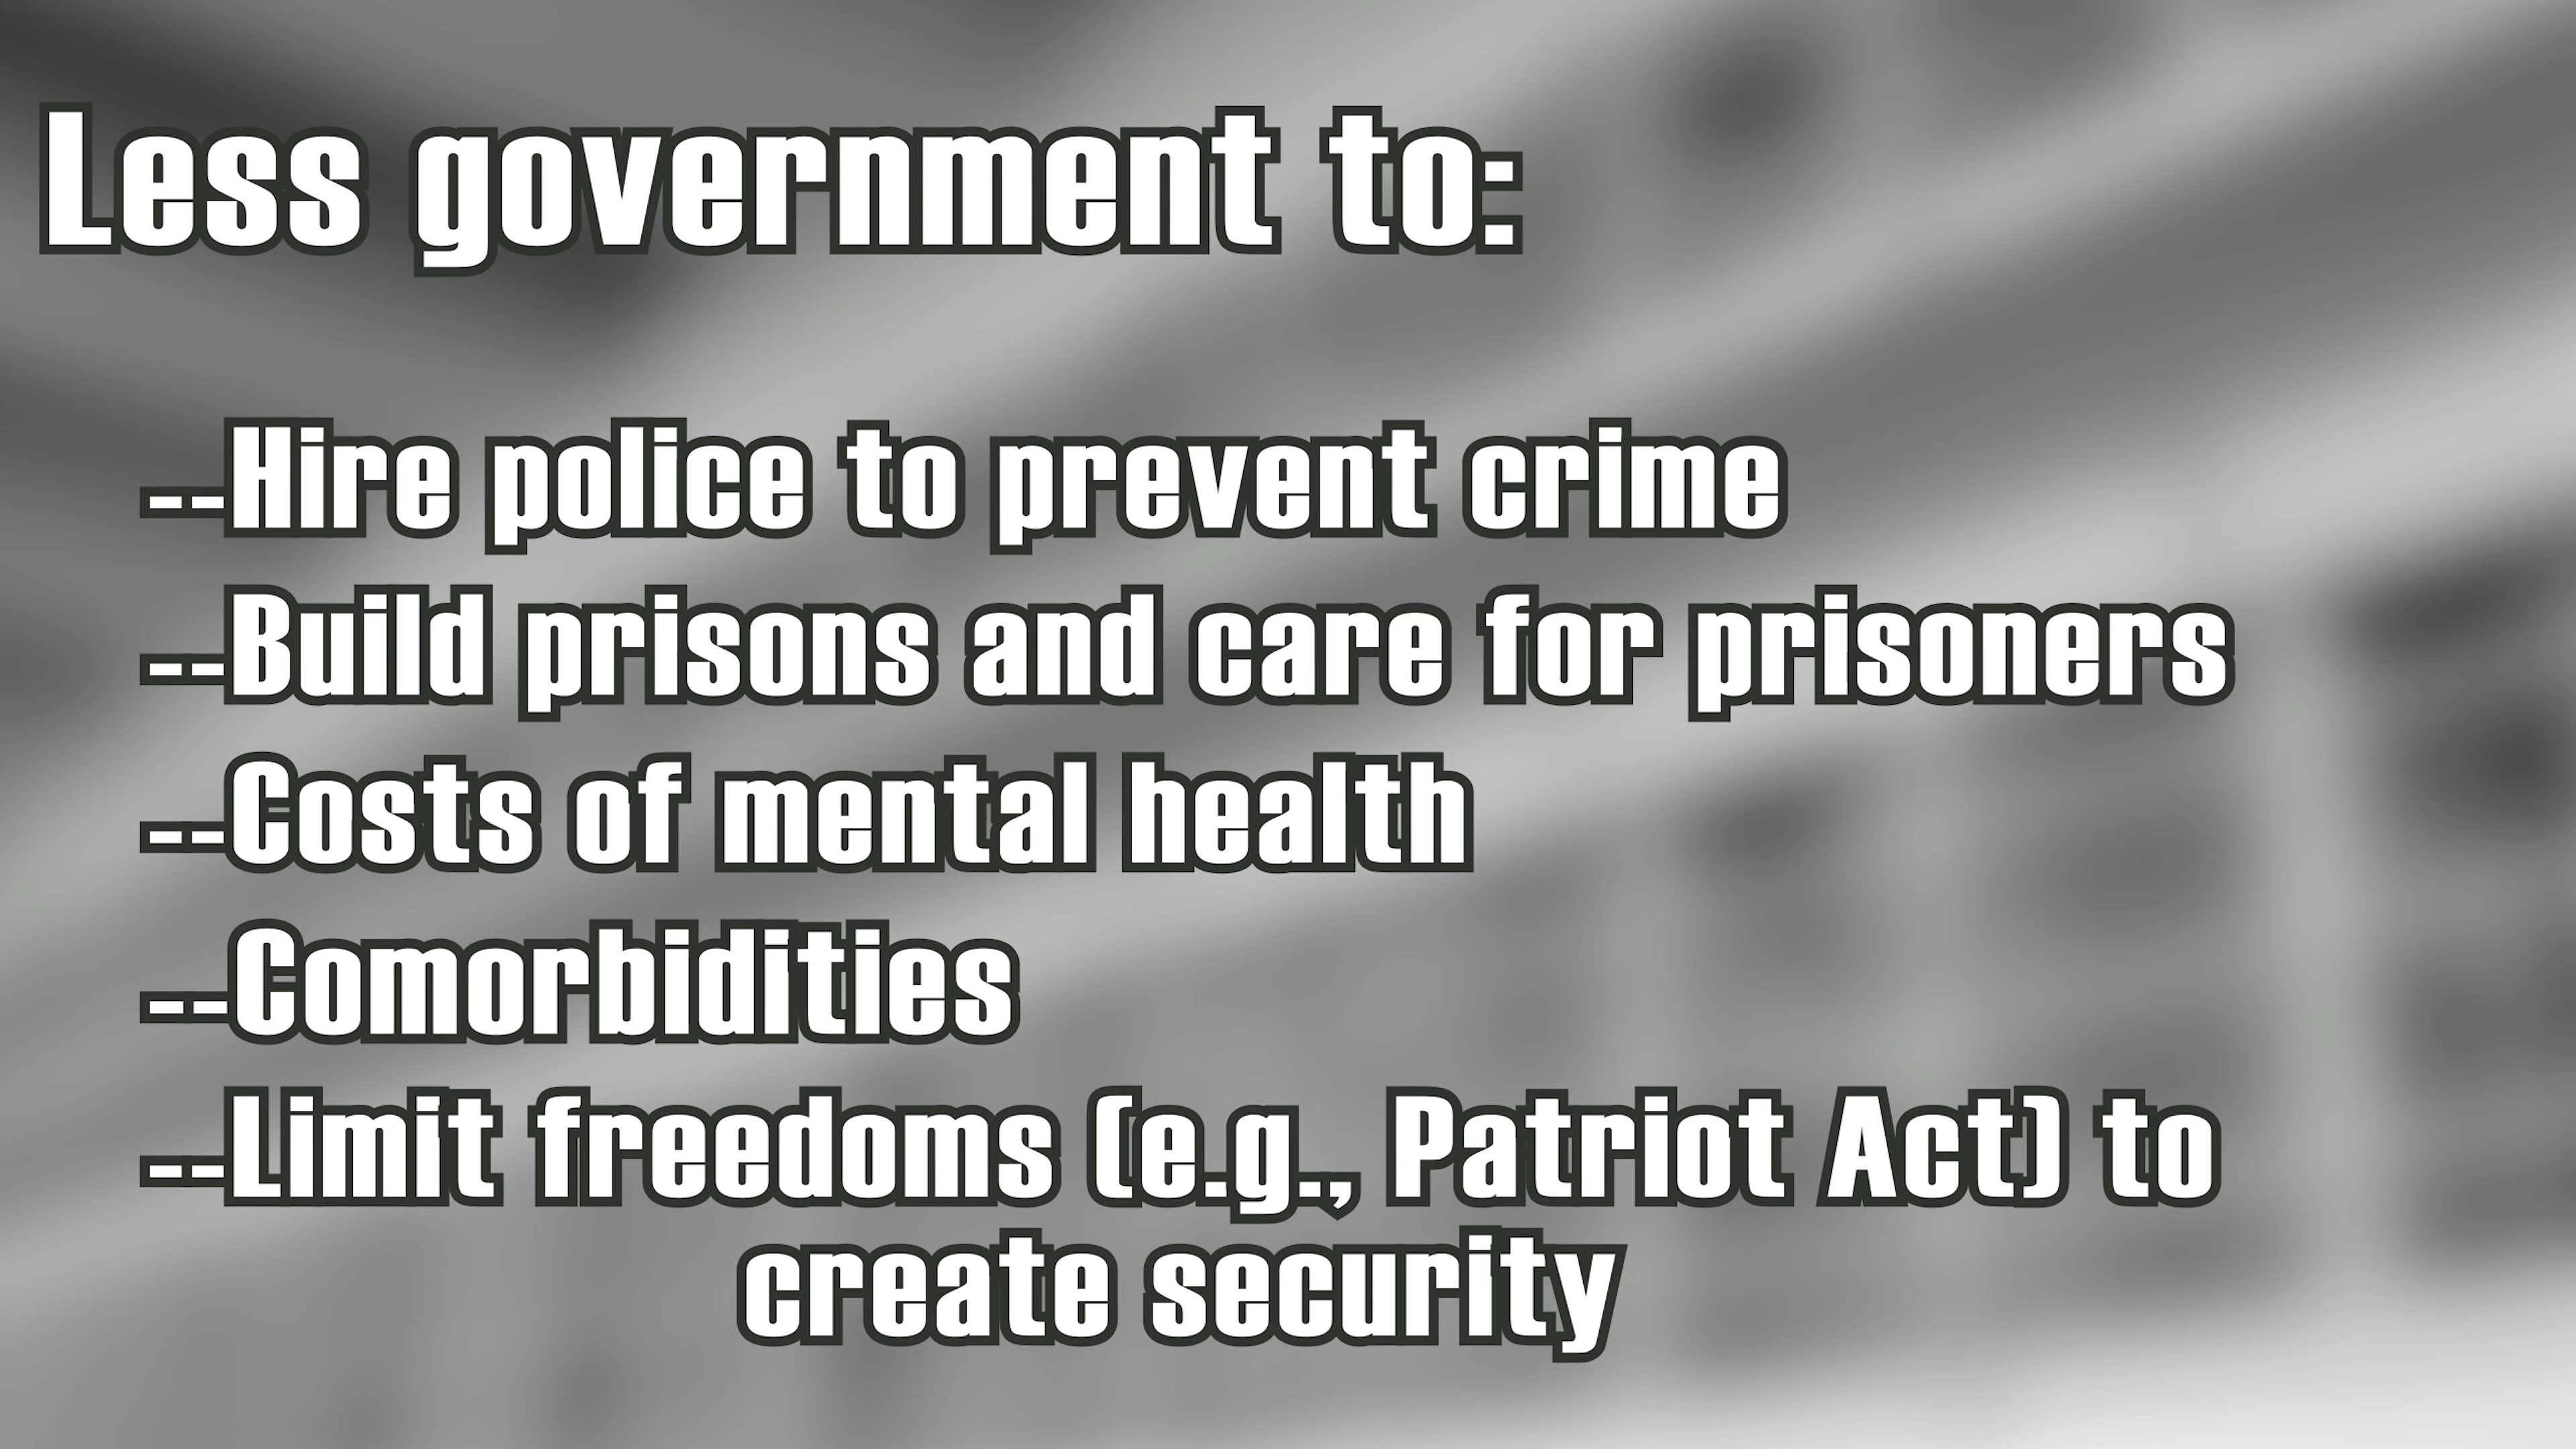 Less government to:
--Hire police to prevent crime
--Build prisons and care for prisoners
--Costs of mental health
--Comorbidities
--Limit freedoms (e.g., Patriot Act) to
create security